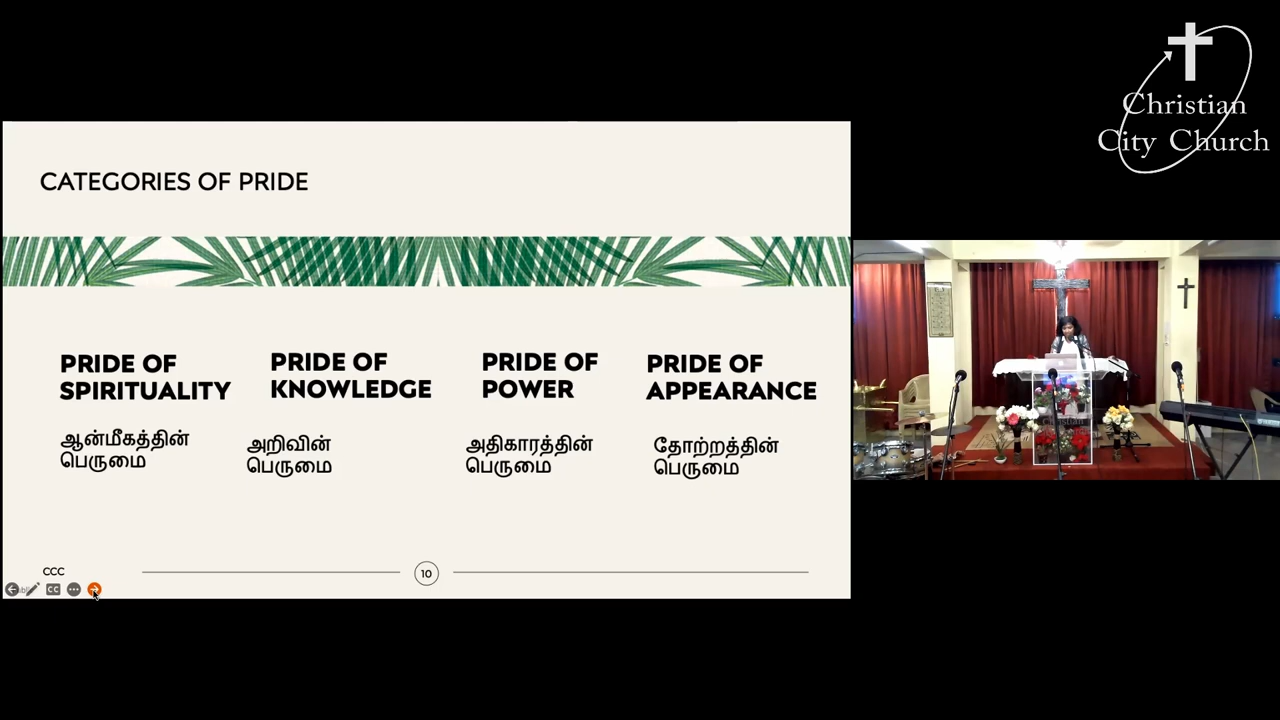 Christian
City Church
CATEGORIES OF PRIDE
PRIDE OF
SPIRITUALITY
ஆன்மீகத்தின்
பெருமை
PRIDE OF
KNOWLEDGE
அறிவின்
பெருமை
PRIDE OF
POWER
அதிகாரத்தின்
பெருமை
PRIDE OF
APPEARANCE
தோற்றத்தின்
பெருமை
CCC
10
CC